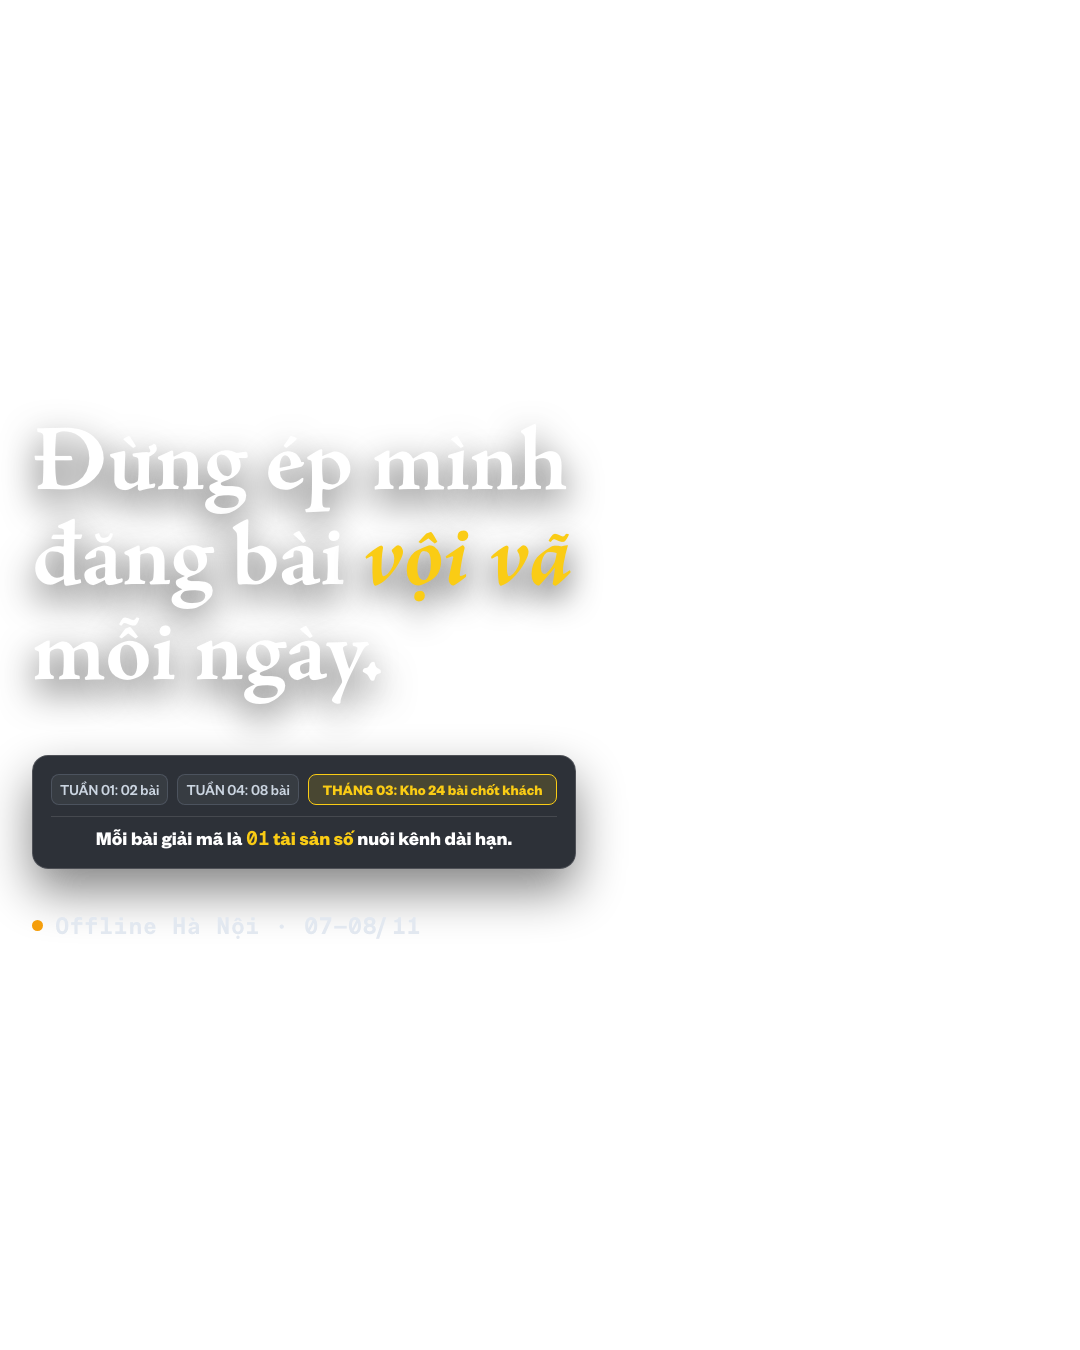 Đừng ép mình
đăng bài vội vã
mỗi ngày.
TUẦN 01: 02 bài
TUẦN 04: 08 bài
THÁNG 03: Kho 24 bài chốt khách
Mỗi bài giải mã là 01 tài sản số nuôi kênh dài hạn.
Offline Hà Nội · 07–08/11